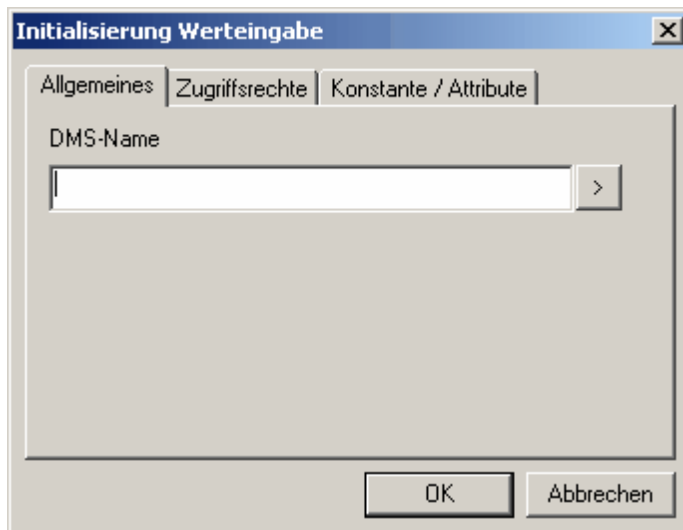 Initialisierung Werteingabe
Allgemeines Zugriffsrechte Konstante / Attribute
DMS-Name
>
OK Abbrechen